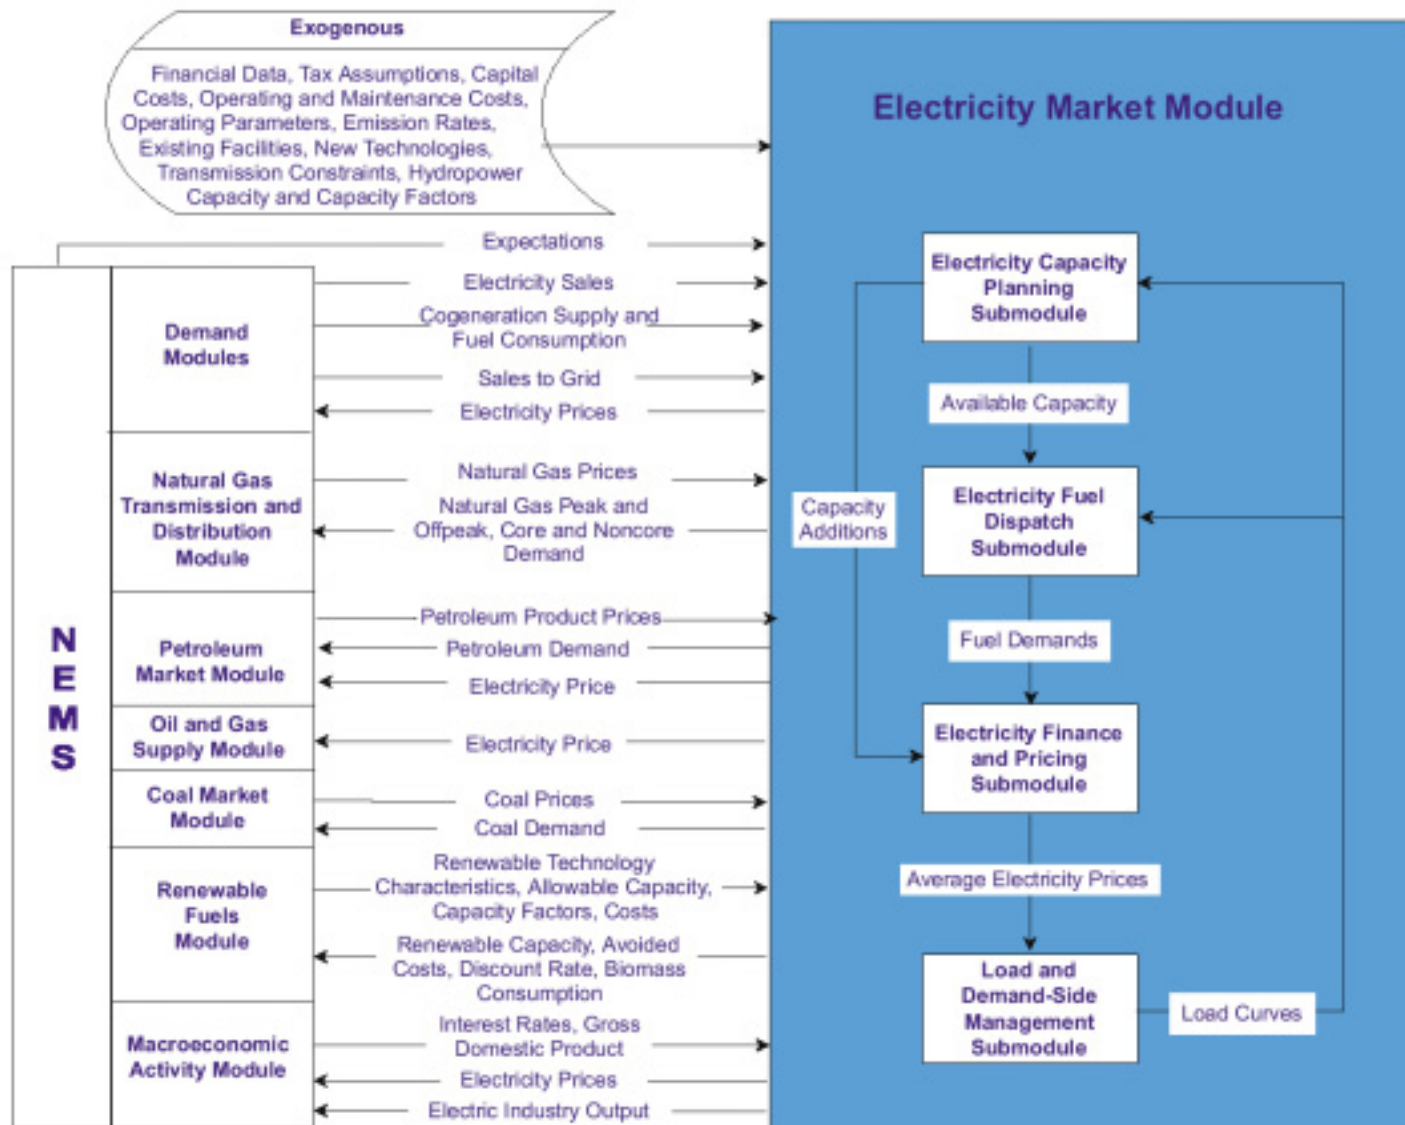 Exogenous
Financial Data, Tax Assumptions, Capital
Costs, Operating and Maintenance Costs,
Operating Parameters, Emission Rates,
Existing Facilities, New Technologies,
Transmission Constraints, Hydropower
Capacity and Capacity Factors
NEMS
Demand
Modules
Natural Gas
Transmission and
Distribution
Module
Petroleum
Market Module
Oil and Gas
Supply Module
Coal Market
Module
Renewable
Fuels
Module
Macroeconomic
Activity Module
Expectations
Electricity Sales
Cogeneration Supply and
Fuel Consumption
Sales to Grid
Electricity Prices
Natural Gas Prices
Natural Gas Peak and
Offpeak, Core and Noncore
Demand
Petroleum Product Prices
Petroleum Demand
Electricity Price
Electricity Price
Coal Prices
Coal Demand
Renewable Technology
Characteristics, Allowable Capacity,
Capacity Factors, Costs
Renewable Capacity, Avoided
Costs, Discount Rate, Biomass
Consumption
Interest Rates, Gross
Domestic Product
Electricity Prices
Electric Industry Output
Electricity Market Module
Electricity Capacity
Planning
Submodule
Available Capacity
Capacity
Additions
Electricity Fuel
Dispatch
Submodule
Fuel Demands
Electricity Finance
and Pricing
Submodule
Average Electricity Prices
Load and
Demand-Side
Management
Submodule
Load Curves